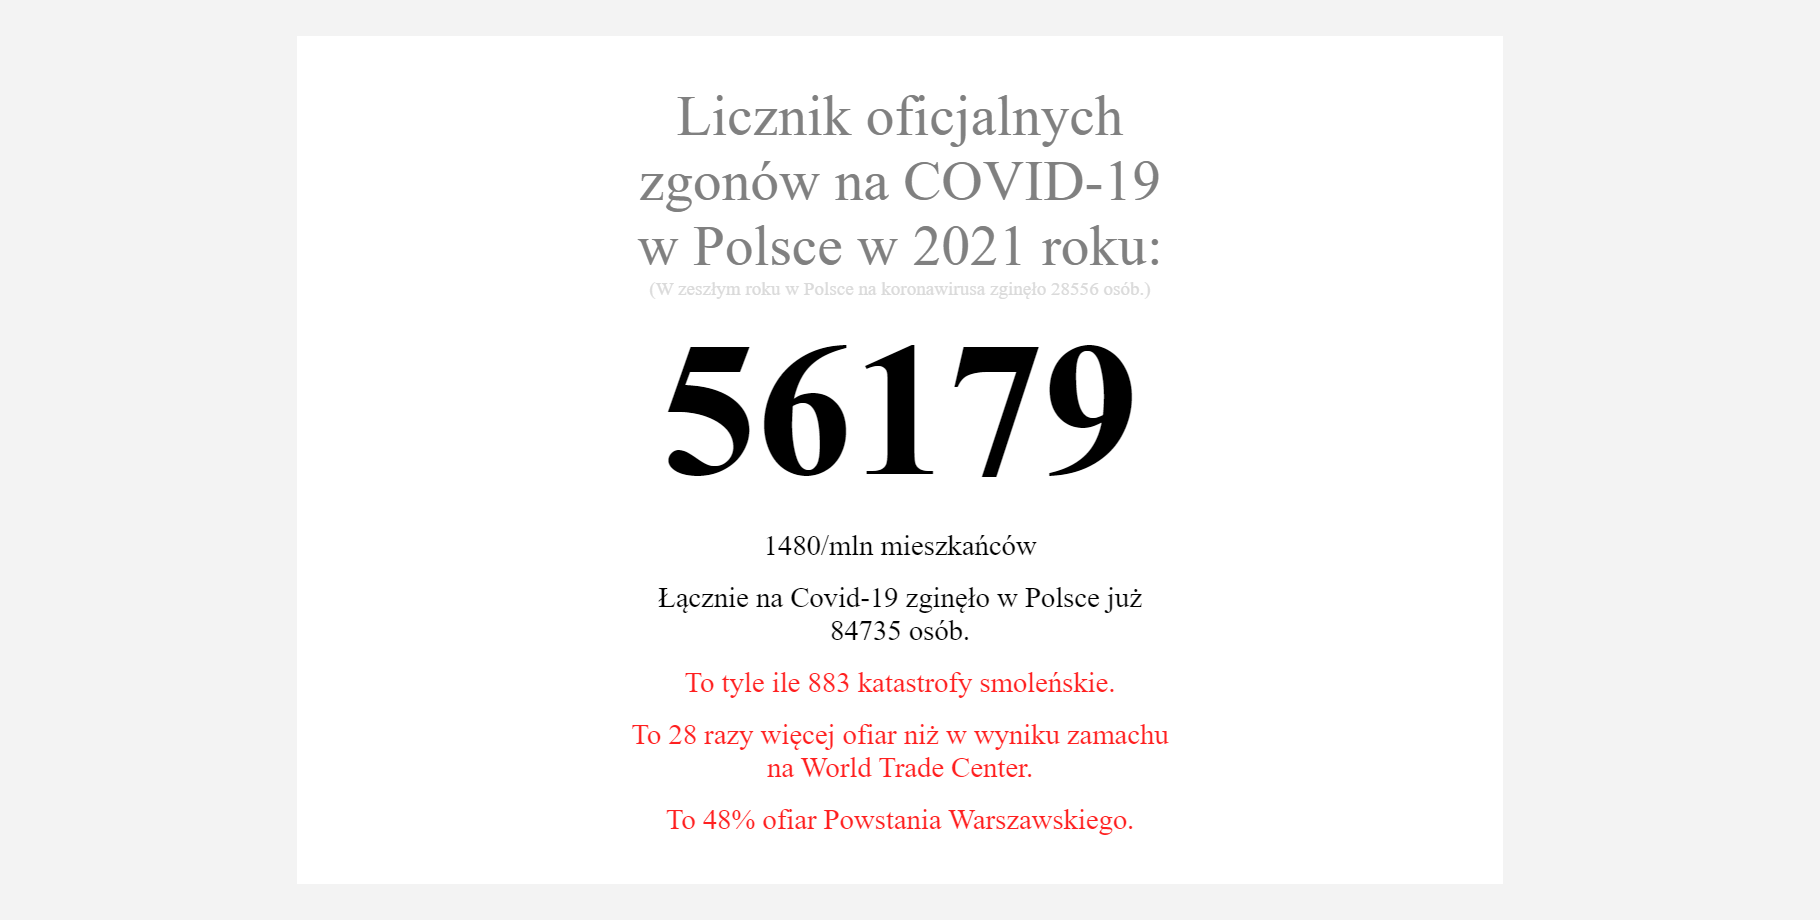 Licznik oficjalnych
zgonów na COVID-19
w Polsce w 2021 roku:
(W zeszłym roku w Polsce na koronawirusa zginęło 28556 osób.)
56179
1480/mln mieszkańców
Łącznie na Covid-19 zginęło w Polsce już
84735 osób.
To tyle ile 883 katastrofy smoleńskie.
To 28 razy więcej ofiar niż w wyniku zamachu
na World Trade Center.
To 48% ofiar Powstania Warszawskiego.